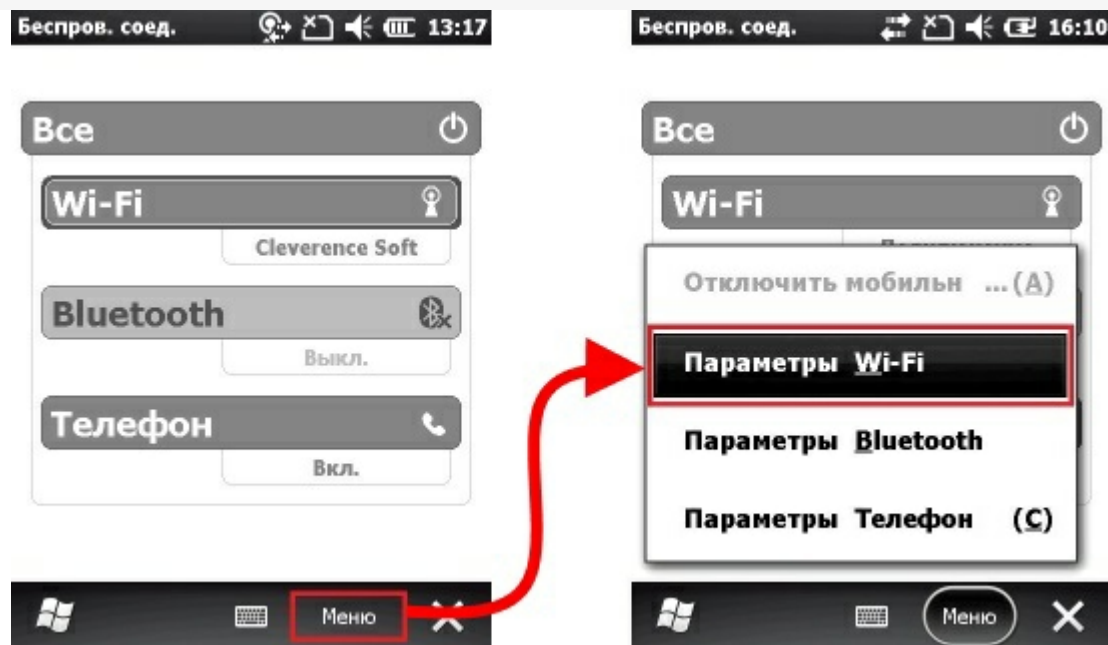 Беспров. соед. 13:17
Все
Wi-Fi
Cleverence Soft
Bluetooth
Выкл.
Телефон
Вкл.
Меню
Беспров. соед. 16:10
Все
Wi-Fi
Отключить мобильн ...(A)
Параметры Wi-Fi
Параметры Bluetooth
Параметры Телефон (C)
Меню